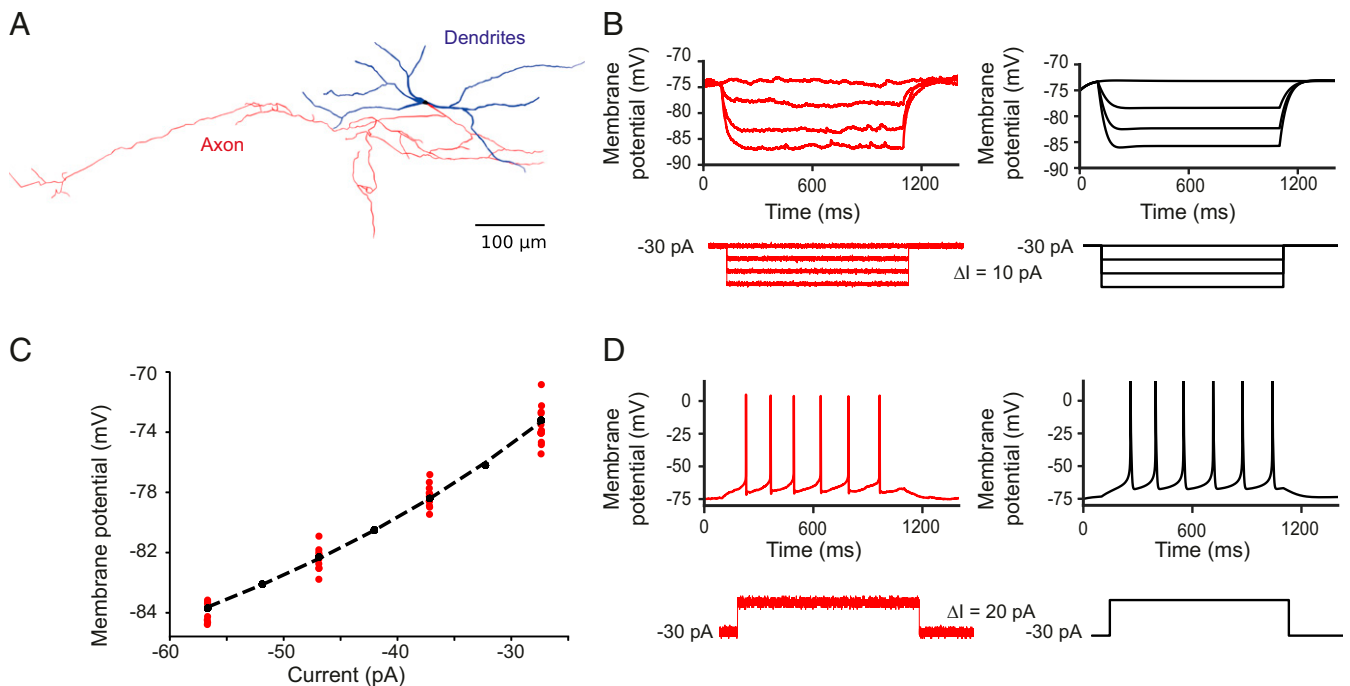 A
Dendrites
Axon
100 µm
B
Membrane
potential (mV)
-70
-75
-80
-85
-90
0
600
1200
Time (ms)
Membrane
potential (mV)
-70
-75
-80
-85
-90
0
600
1200
Time (ms)
-30 pA
ΔI = 10 pA
-30 pA
C
Membrane potential (mV)
-70
-74
-78
-82
-84
-60
-50
-40
-30
Current (pA)
D
Membrane
potential (mV)
0
-25
-50
-75
0
600
1200
Time (ms)
Membrane
potential (mV)
0
-25
-50
-75
0
600
1200
Time (ms)
-30 pA
ΔI = 20 pA
-30 pA